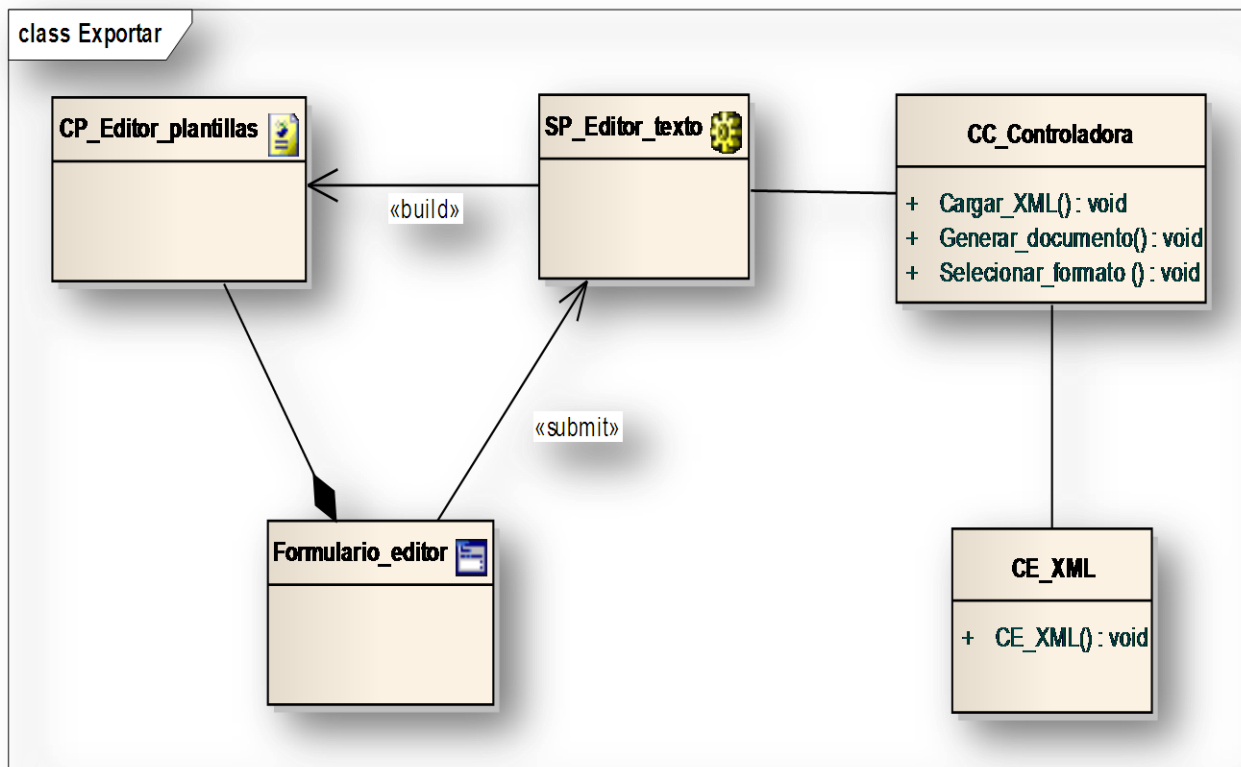 class Exportar
CP_Editor_plantillas
SP_Editor_texto
CC_Controladora
+ Cargar_XML() : void
+ Generar_documento() : void
+ Selecionar_formato () : void
«build»
«submit»
Formulario_editor
CE_XML
+ CE_XML() : void